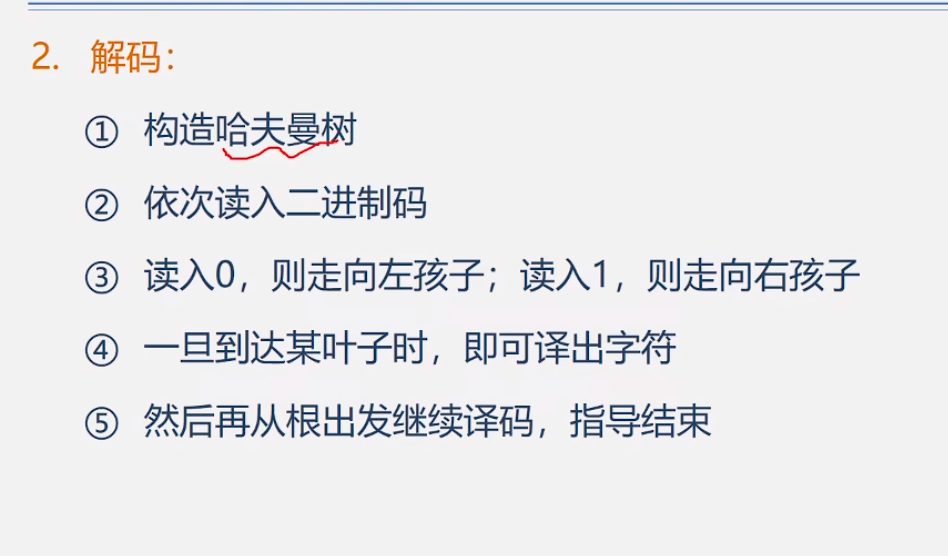 2. 解码：
① 构造哈夫曼树
② 依次读入二进制码
③ 读入0，则走向左孩子；读入1，则走向右孩子
④ 一旦到达某叶子时，即可译出字符
⑤ 然后再从根出发继续译码，指导结束